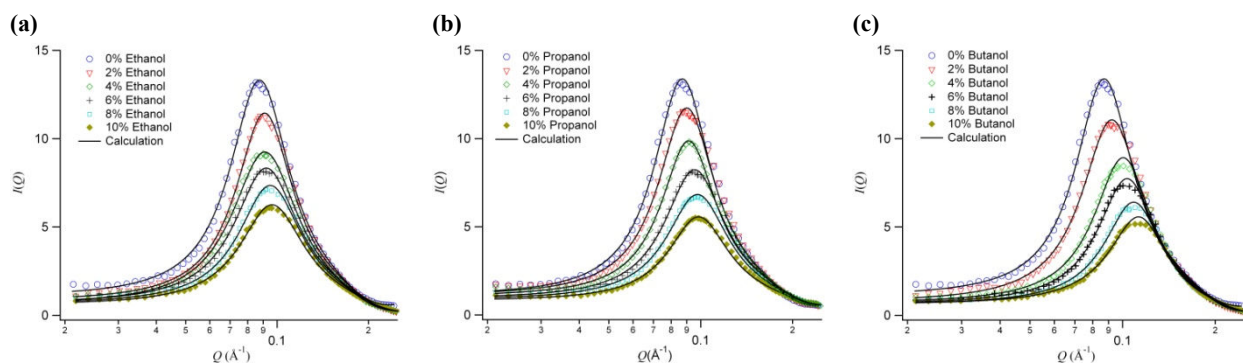 (a)
15
10
5
0
I(Q)
0% Ethanol
2% Ethanol
4% Ethanol
6% Ethanol
8% Ethanol
10% Ethanol
Calculation
2 3 4 5 6 7 8 9 0.1 2
Q (Å⁻¹)
(b)
15
10
5
0
I(Q)
0% Propanol
2% Propanol
4% Propanol
6% Propanol
8% Propanol
10% Propanol
Calculation
2 3 4 5 6 7 8 9 0.1 2
Q(Å⁻¹)
(c)
15
10
5
0
I(Q)
0% Butanol
2% Butanol
4% Butanol
6% Butanol
8% Butanol
10% Butanol
Calculation
2 3 4 5 6 7 8 9 0.1 2
Q (Å⁻¹)